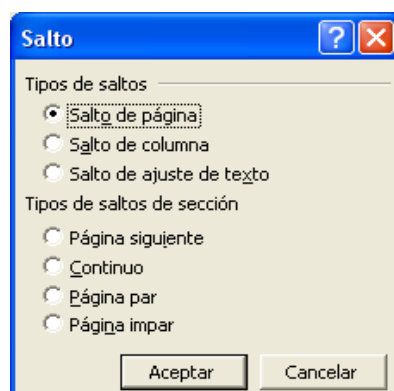 Salto
Tipos de saltos
Salto de página
Salto de columna
Salto de ajuste de texto
Tipos de saltos de sección
Página siguiente
Continuo
Página par
Página impar
Aceptar Cancelar